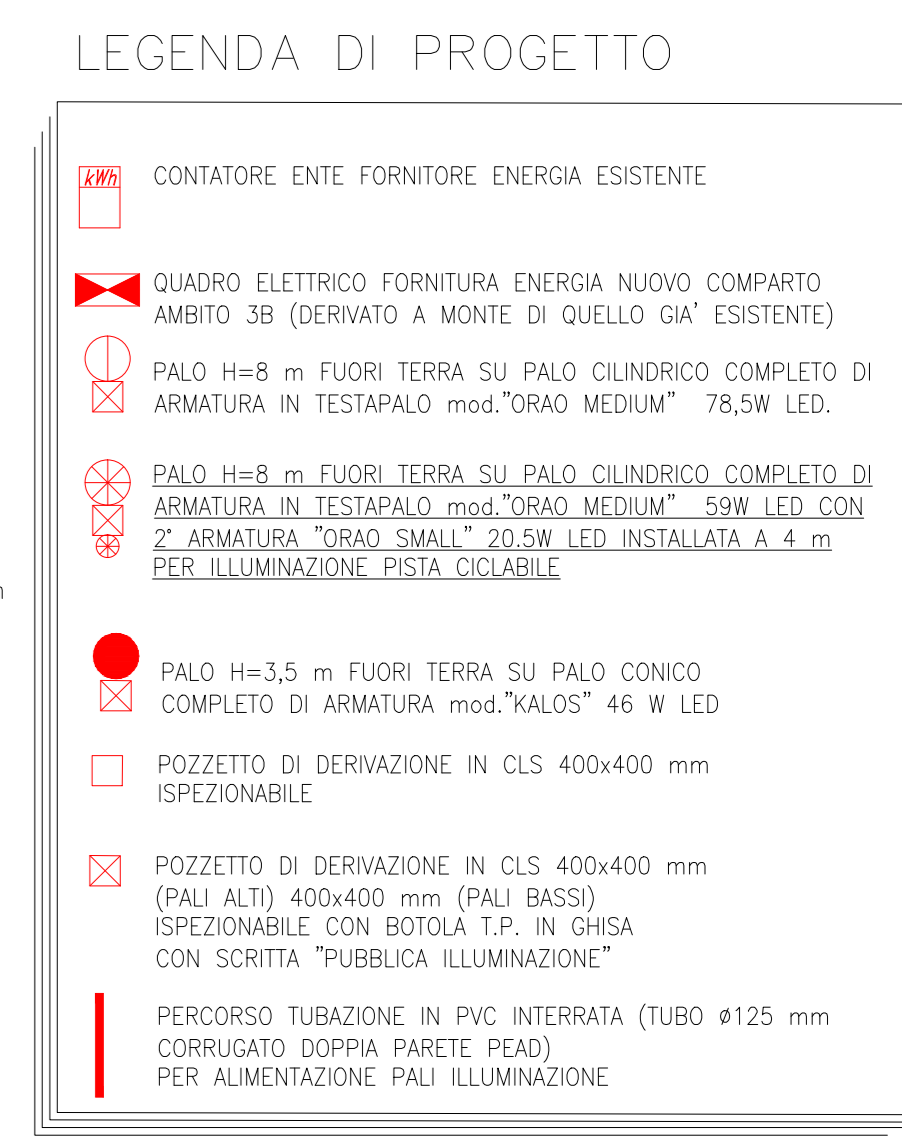 LEGENDA DI PROGETTO
kWh CONTATORE ENTE FORNITORE ENERGIA ESISTENTE
QUADRO ELETTRICO FORNITURA ENERGIA NUOVO COMPARTO
AMBITO 3B (DERIVATO A MONTE DI QUELLO GIA' ESISTENTE)
PALO H=8 m FUORI TERRA SU PALO CILINDRICO COMPLETO DI
ARMATURA IN TESTAPALO mod."ORAO MEDIUM" 78,5W LED.
PALO H=8 m FUORI TERRA SU PALO CILINDRICO COMPLETO DI
ARMATURA IN TESTAPALO mod."ORAO MEDIUM" 59W LED CON
2° ARMATURA "ORAO SMALL" 20.5W LED INSTALLATA A 4 m
PER ILLUMINAZIONE PISTA CICLABILE
PALO H=3,5 m FUORI TERRA SU PALO CONICO
COMPLETO DI ARMATURA mod."KALOS" 46 W LED
POZZETTO DI DERIVAZIONE IN CLS 400x400 mm
ISPEZIONABILE
POZZETTO DI DERIVAZIONE IN CLS 400x400 mm
(PALI ALTI) 400x400 mm (PALI BASSI)
ISPEZIONABILE CON BOTOLA T.P. IN GHISA
CON SCRITTA "PUBBLICA ILLUMINAZIONE"
PERCORSO TUBAZIONE IN PVC INTERRATA (TUBO ø125 mm
CORRUGATO DOPPIA PARETE PEAD)
PER ALIMENTAZIONE PALI ILLUMINAZIONE